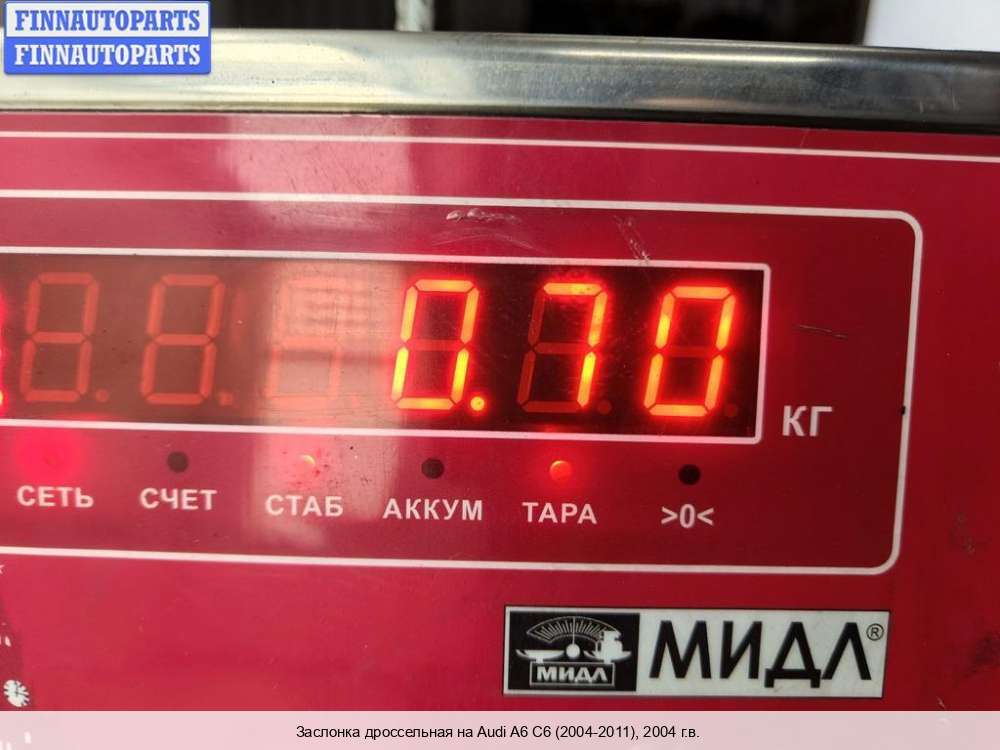 FINNAUTOPARTS
FINNAUTOPARTS
0.70
КГ
СЕТЬ СЧЕТ СТАБ АККУМ ТАРА >0<
МИДЛ
МИДЛ®
Заслонка дроссельная на Audi A6 C6 (2004-2011), 2004 г.в.